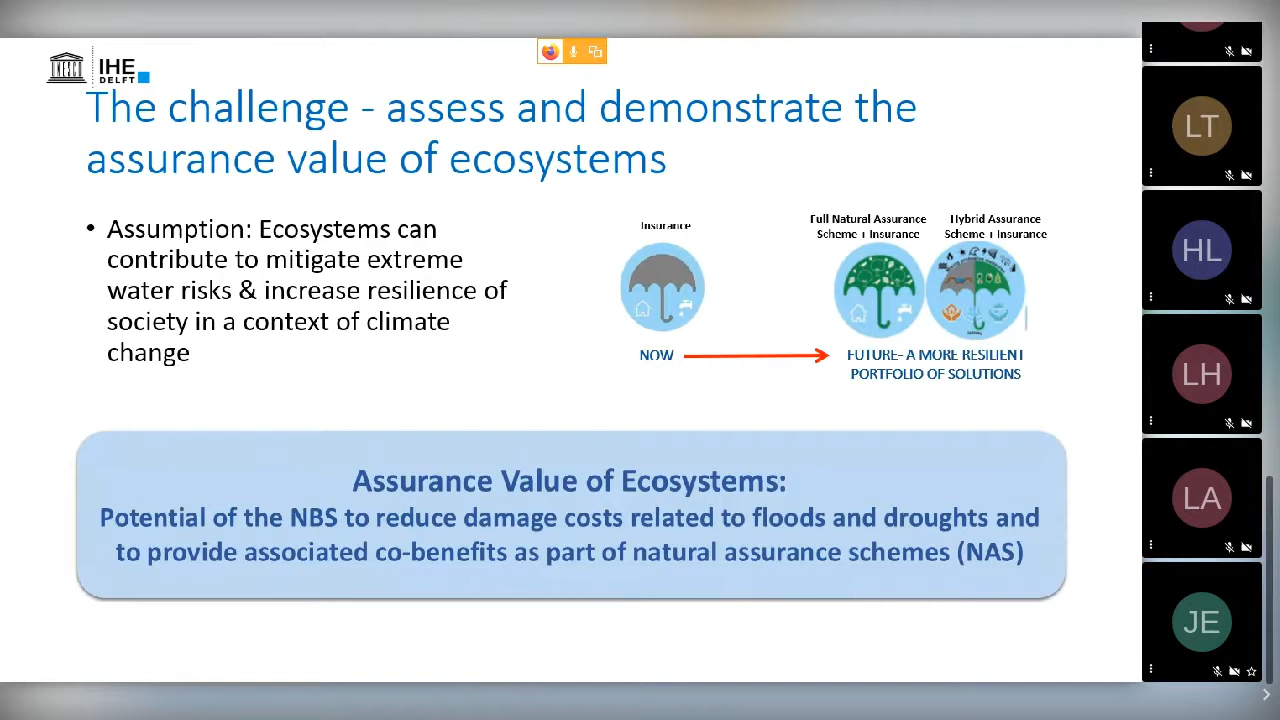 UNESCO
IHE
DELFT
The challenge - assess and demonstrate the
assurance value of ecosystems
• Assumption: Ecosystems can
contribute to mitigate extreme
water risks & increase resilience of
society in a context of climate
change
Insurance
Full Natural Assurance
Scheme + Insurance
Hybrid Assurance
Scheme + Insurance
NOW
FUTURE- A MORE RESILIENT
PORTFOLIO OF SOLUTIONS
Assurance Value of Ecosystems:
Potential of the NBS to reduce damage costs related to floods and droughts and
to provide associated co-benefits as part of natural assurance schemes (NAS)
LT
HL
LH
LA
JE